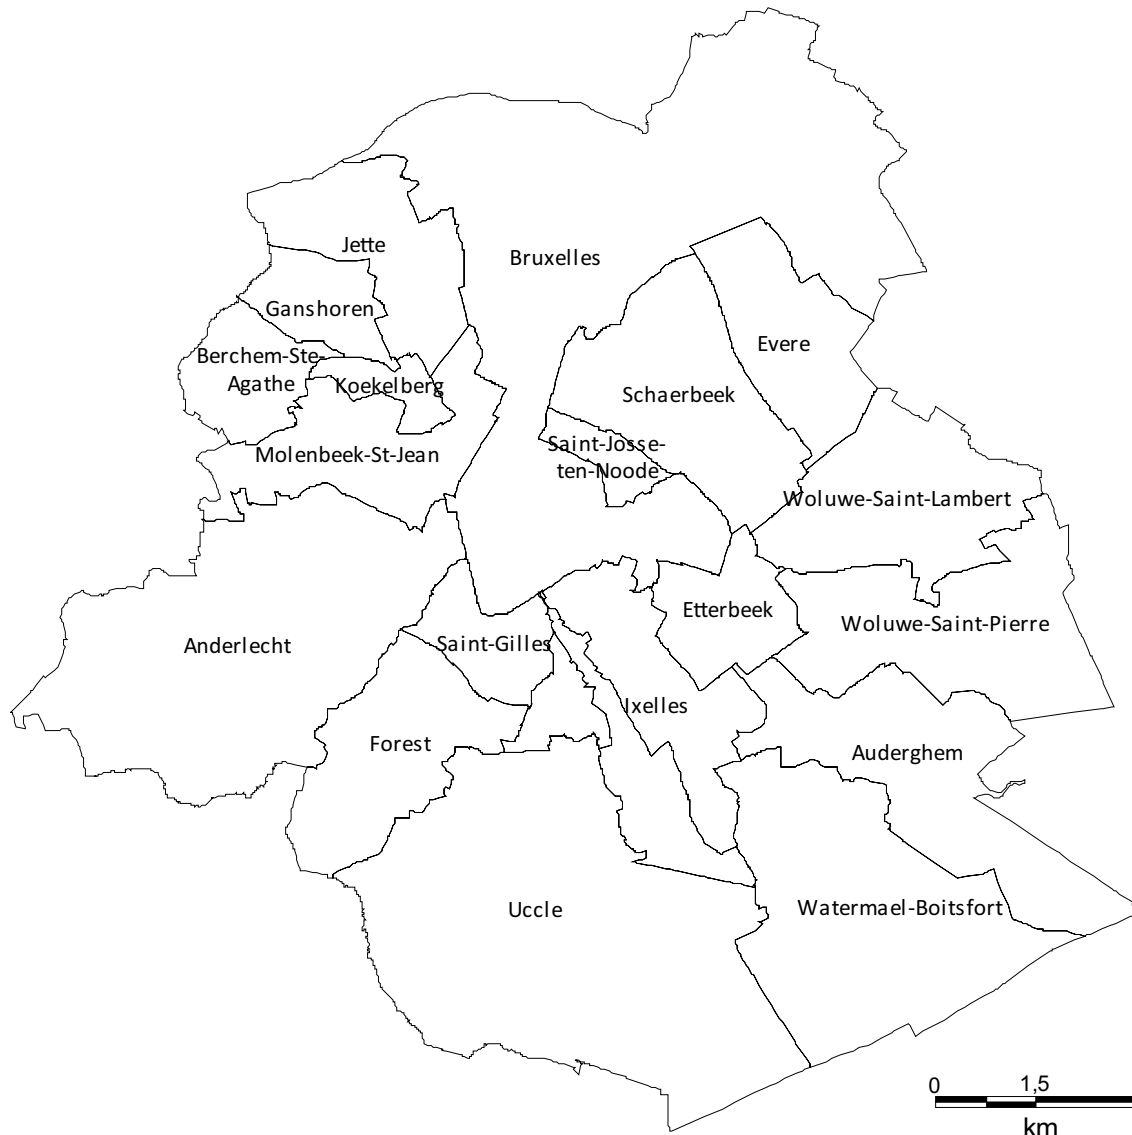 Jette
Bruxelles
Ganshoren
Evere
Berchem-Ste-
Agathe
Koekelberg
Schaerbeek
Molenbeek-St-Jean
Saint-Josse-
ten-Noode
Woluwe-Saint-Lambert
Etterbeek
Woluwe-Saint-Pierre
Anderlecht
Saint-Gilles
Ixelles
Forest
Auderghem
Uccle
Watermael-Boitsfort
0 1,5
km